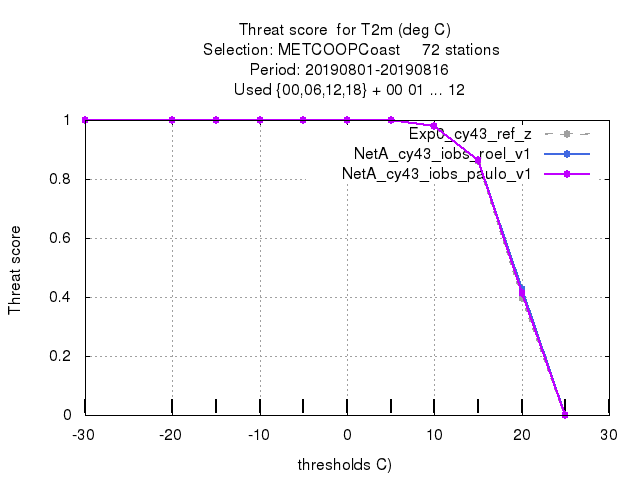 Threat score  for T2m (deg C)
Selection: METCOOPCoast     72 stations
Period: 20190801-20190816
Used {00,06,12,18} + 00 01 ... 12
Exp0_cy43_ref_z
NetA_cy43_iobs_roel_v1
NetA_cy43_iobs_paulo_v1
Threat score
1
0.8
0.6
0.4
0.2
0
-30 -20 -10 0 10 20 30
thresholds C)